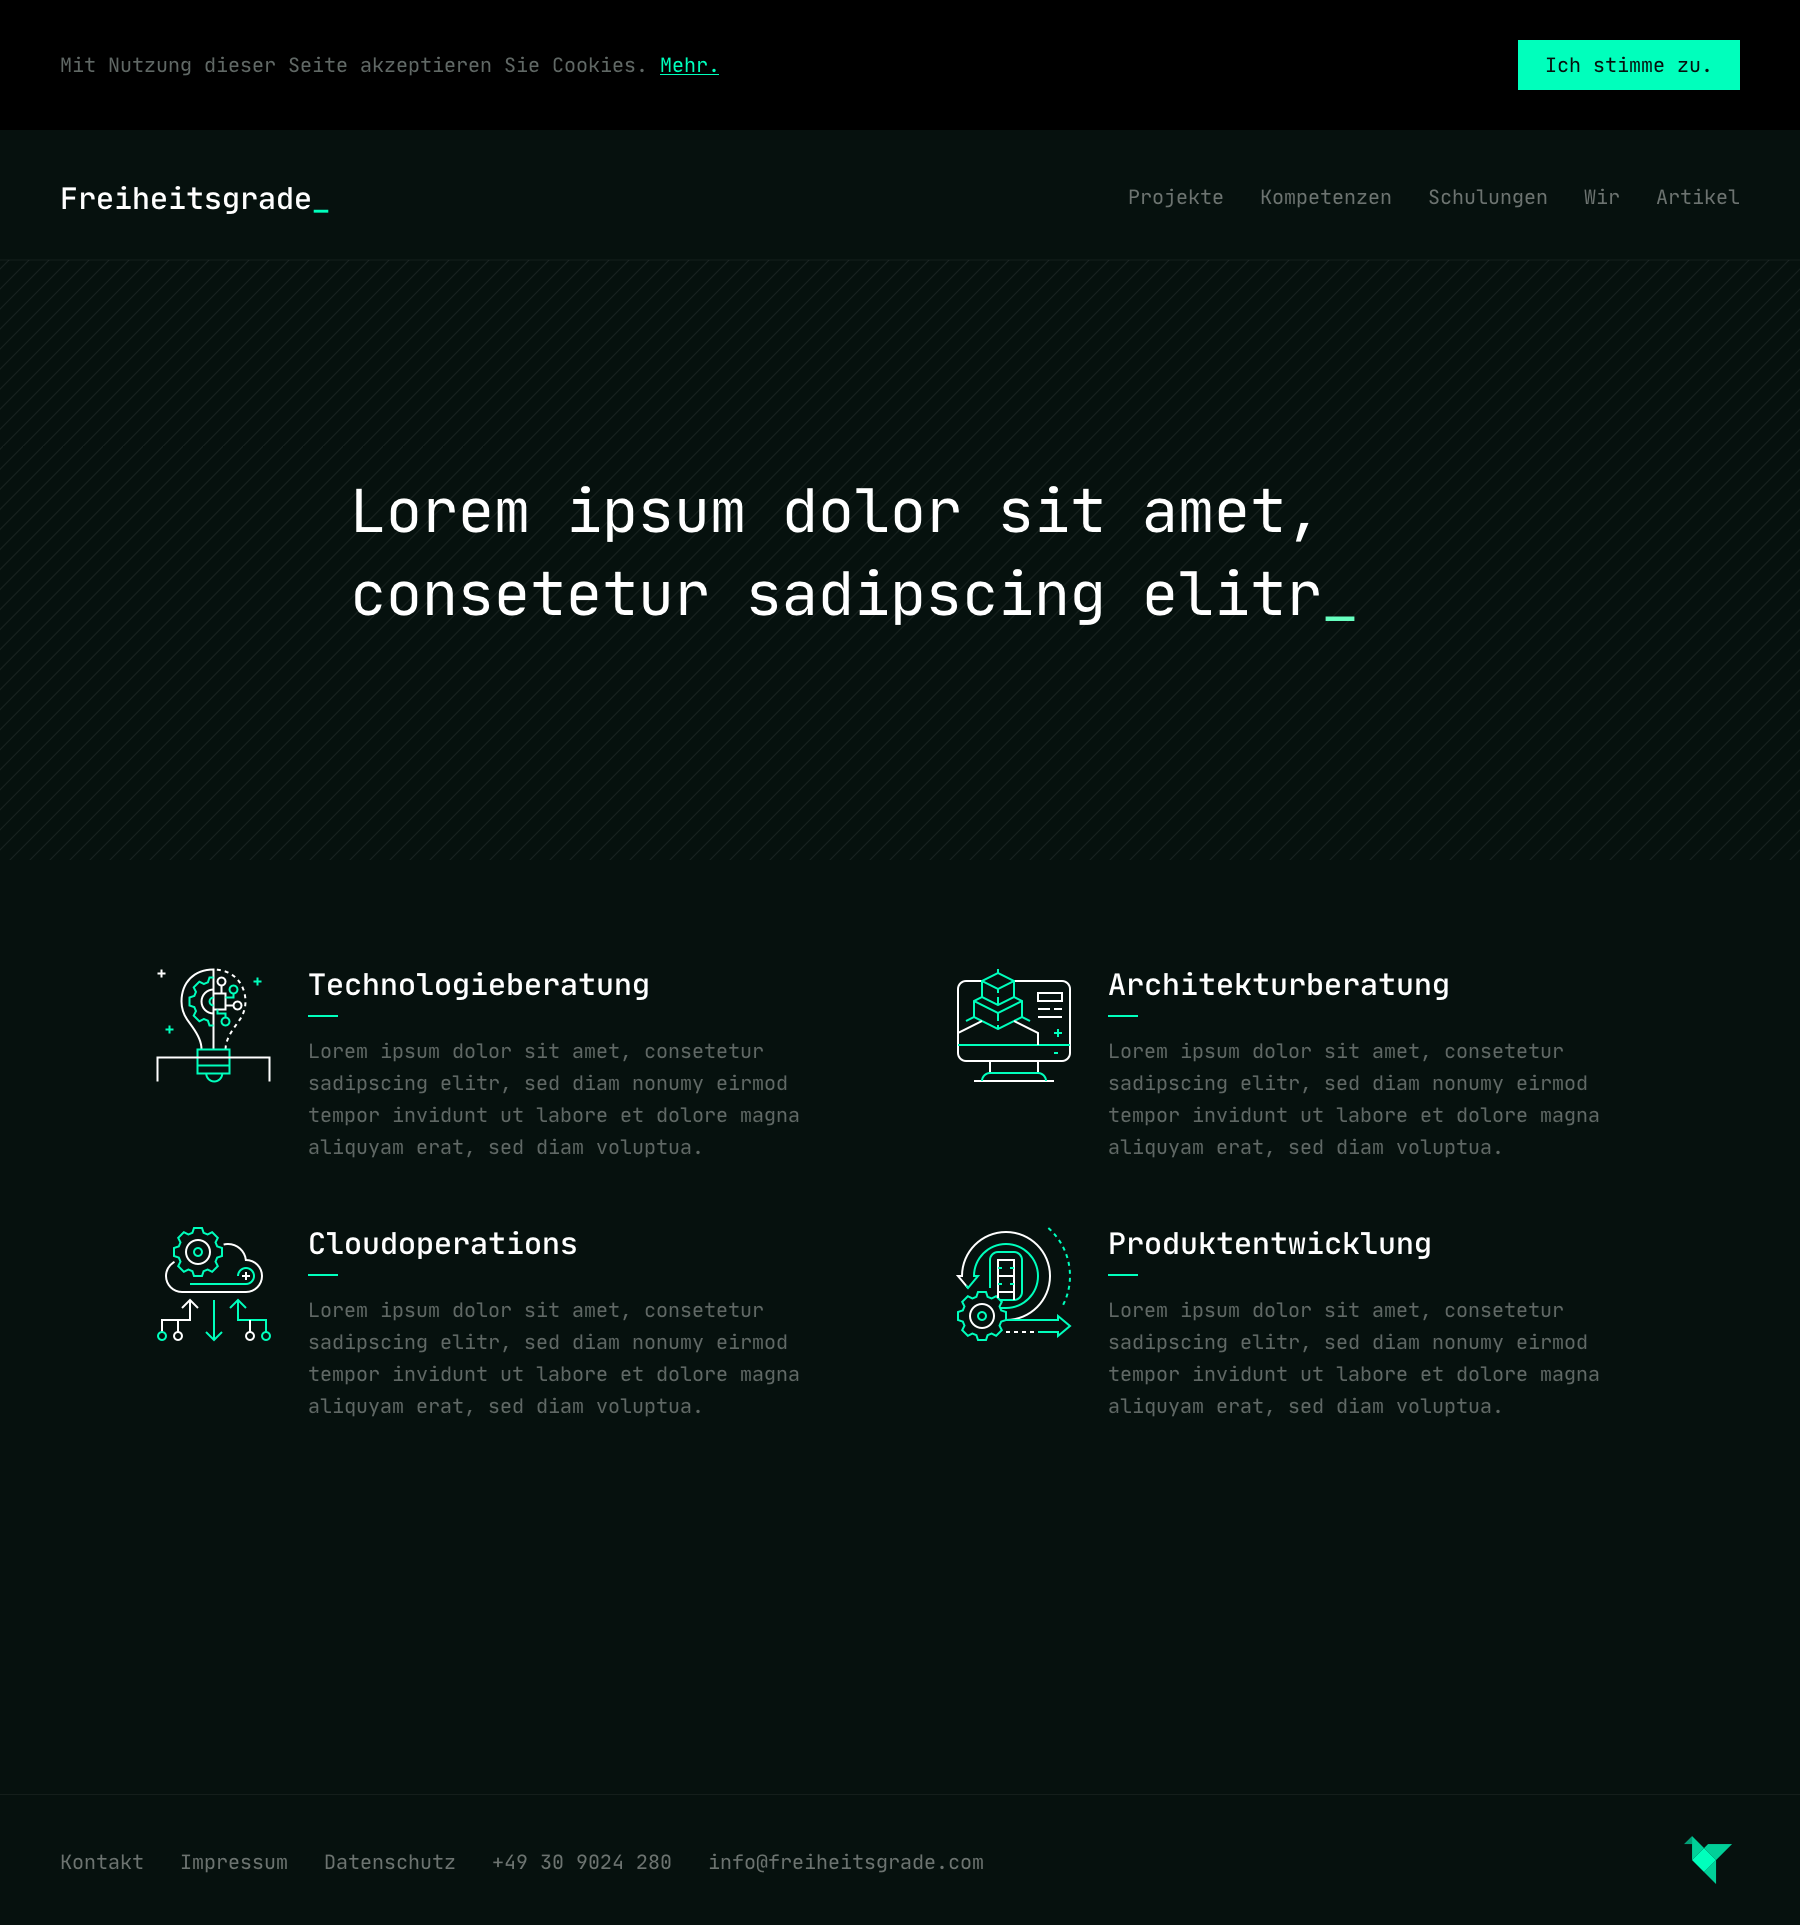 Mit Nutzung dieser Seite akzeptieren Sie Cookies. Mehr.
Ich stimme zu.
Freiheitsgrade_
Projekte Kompetenzen Schulungen Wir Artikel
Lorem ipsum dolor sit amet,
consetetur sadipscing elitr_
Technologieberatung
Lorem ipsum dolor sit amet, consetetur
sadipscing elitr, sed diam nonumy eirmod
tempor invidunt ut labore et dolore magna
aliquyam erat, sed diam voluptua.
Architekturberatung
Lorem ipsum dolor sit amet, consetetur
sadipscing elitr, sed diam nonumy eirmod
tempor invidunt ut labore et dolore magna
aliquyam erat, sed diam voluptua.
Cloudoperations
Lorem ipsum dolor sit amet, consetetur
sadipscing elitr, sed diam nonumy eirmod
tempor invidunt ut labore et dolore magna
aliquyam erat, sed diam voluptua.
Produktentwicklung
Lorem ipsum dolor sit amet, consetetur
sadipscing elitr, sed diam nonumy eirmod
tempor invidunt ut labore et dolore magna
aliquyam erat, sed diam voluptua.
Kontakt Impressum Datenschutz +49 30 9024 280 info@freiheitsgrade.com